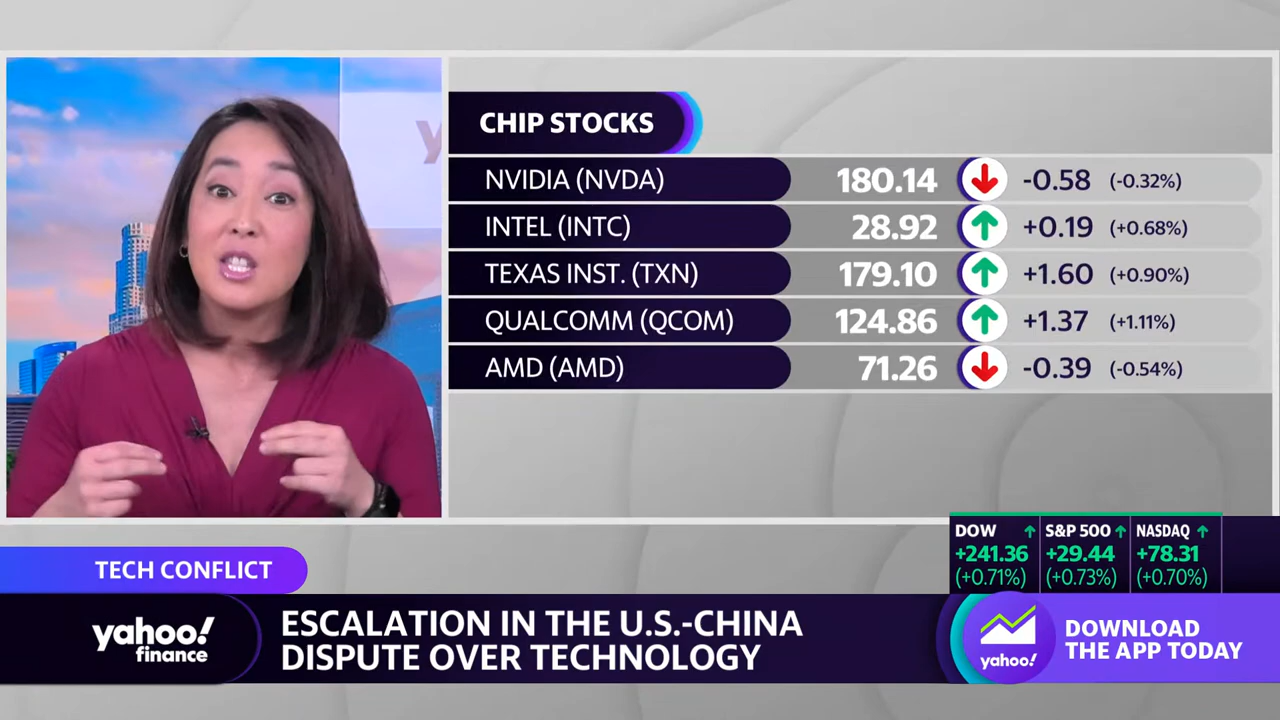 CHIP STOCKS
NVIDIA (NVDA) 180.14 -0.58 (-0.32%)
INTEL (INTC) 28.92 +0.19 (+0.68%)
TEXAS INST. (TXN) 179.10 +1.60 (+0.90%)
QUALCOMM (QCOM) 124.86 +1.37 (+1.11%)
AMD (AMD) 71.26 -0.39 (-0.54%)
DOW S&P 500 NASDAQ
+241.36 +29.44 +78.31
(+0.71%) (+0.73%) (+0.70%)
TECH CONFLICT
yahoo!
finance
ESCALATION IN THE U.S.-CHINA
DISPUTE OVER TECHNOLOGY
yahoo!
DOWNLOAD
THE APP TODAY